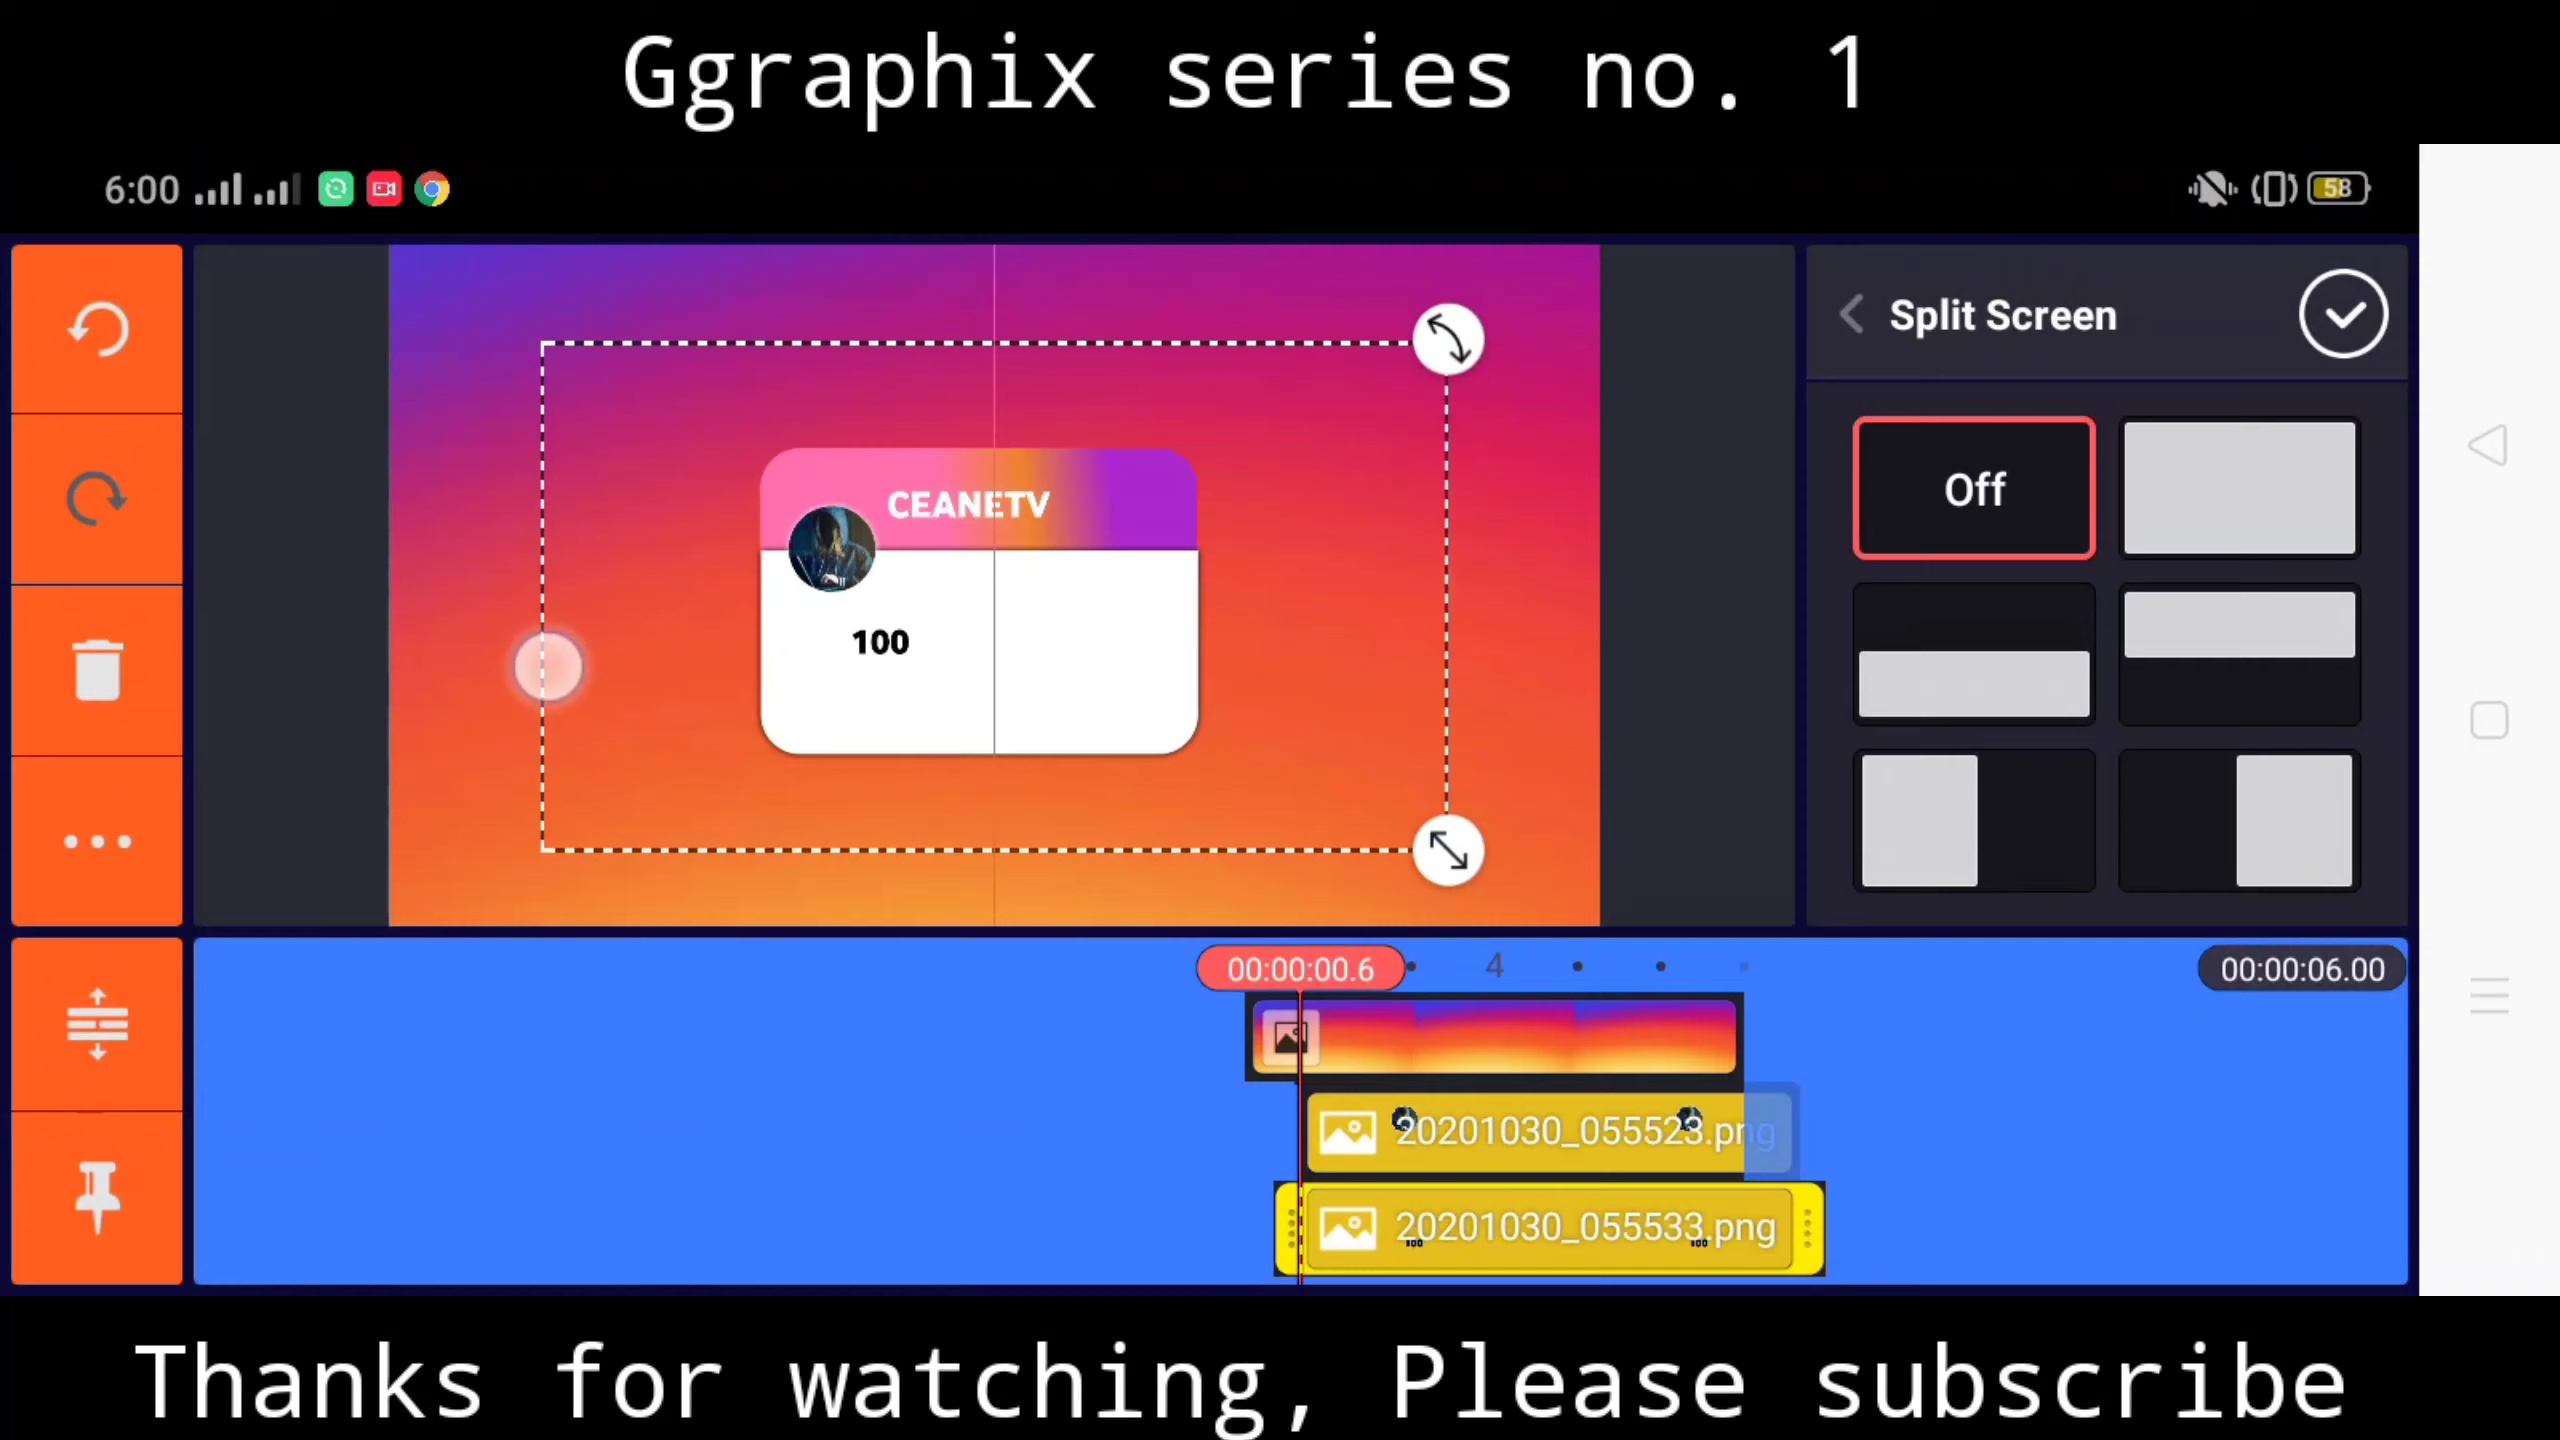 Ggraphix series no. 1
6:00
58
Split Screen
Off
CEANETV
100
00:00:00.6
4
00:00:06.00
20201030_055523.png
20201030_055533.png
Thanks for watching, Please subscribe